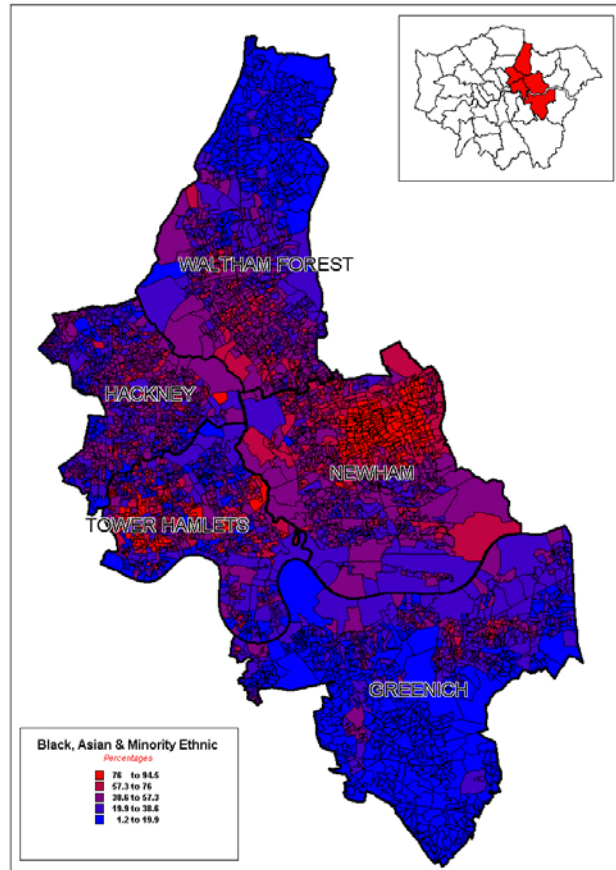 WALTHAM FOREST
HACKNEY
NEWHAM
TOWER HAMLETS
GREENICH
Black, Asian & Minority Ethnic
Percentages
76 to 94.5
57.3 to 76
38.6 to 57.3
19.9 to 38.6
1.2 to 19.9